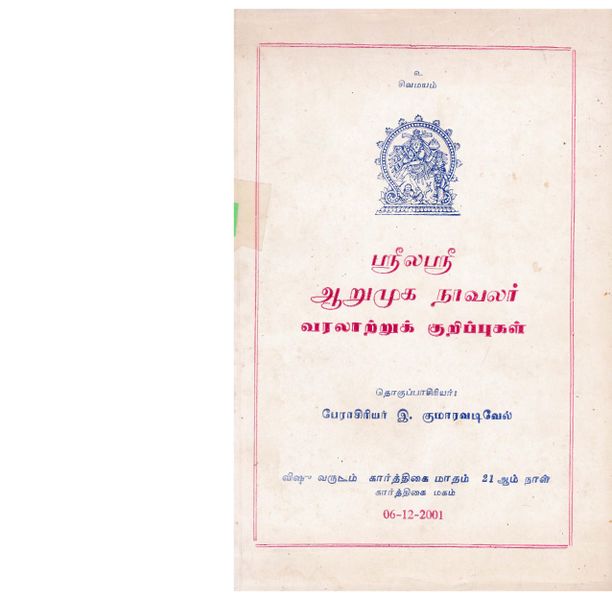 உ
சிவமயம்
ஸ்ரீலஸ்ரீ
ஆறுமுக நாவலர்
வரலாற்றுக் குறிப்புகள்
தொகுப்பாசிரியர்:
பேராசிரியர் இ. குமாரவடிவேல்
விஷு வருடம் கார்த்திகை மாதம் 21 ஆம் நாள்
கார்த்திகை மகம்
06-12-2001